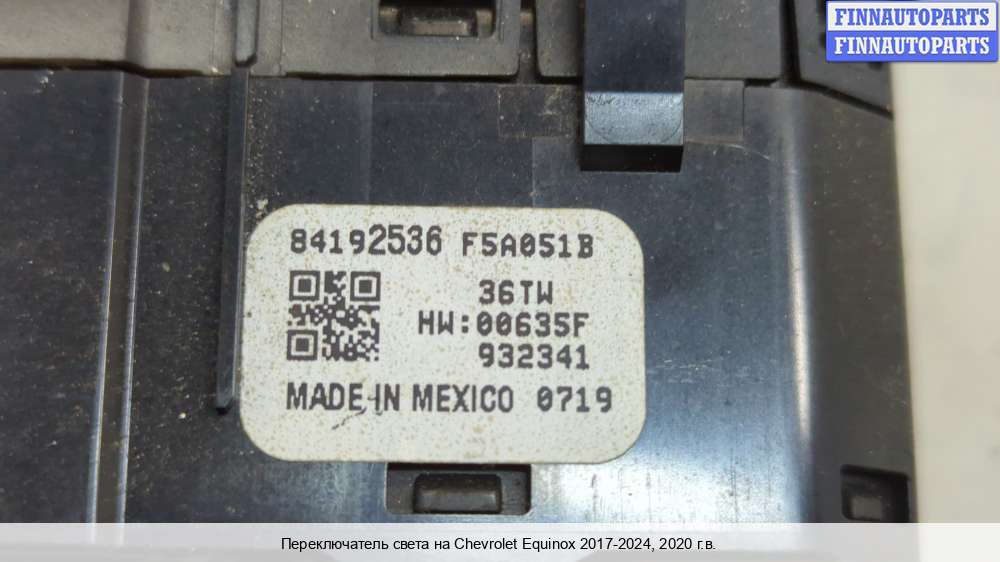 FINNAUTOPARTS
FINNAUTOPARTS
84192536 F5A051B
36TW
HW:00635F
932341
MADE IN MEXICO 0719
Переключатель света на Chevrolet Equinox 2017-2024, 2020 г.в.